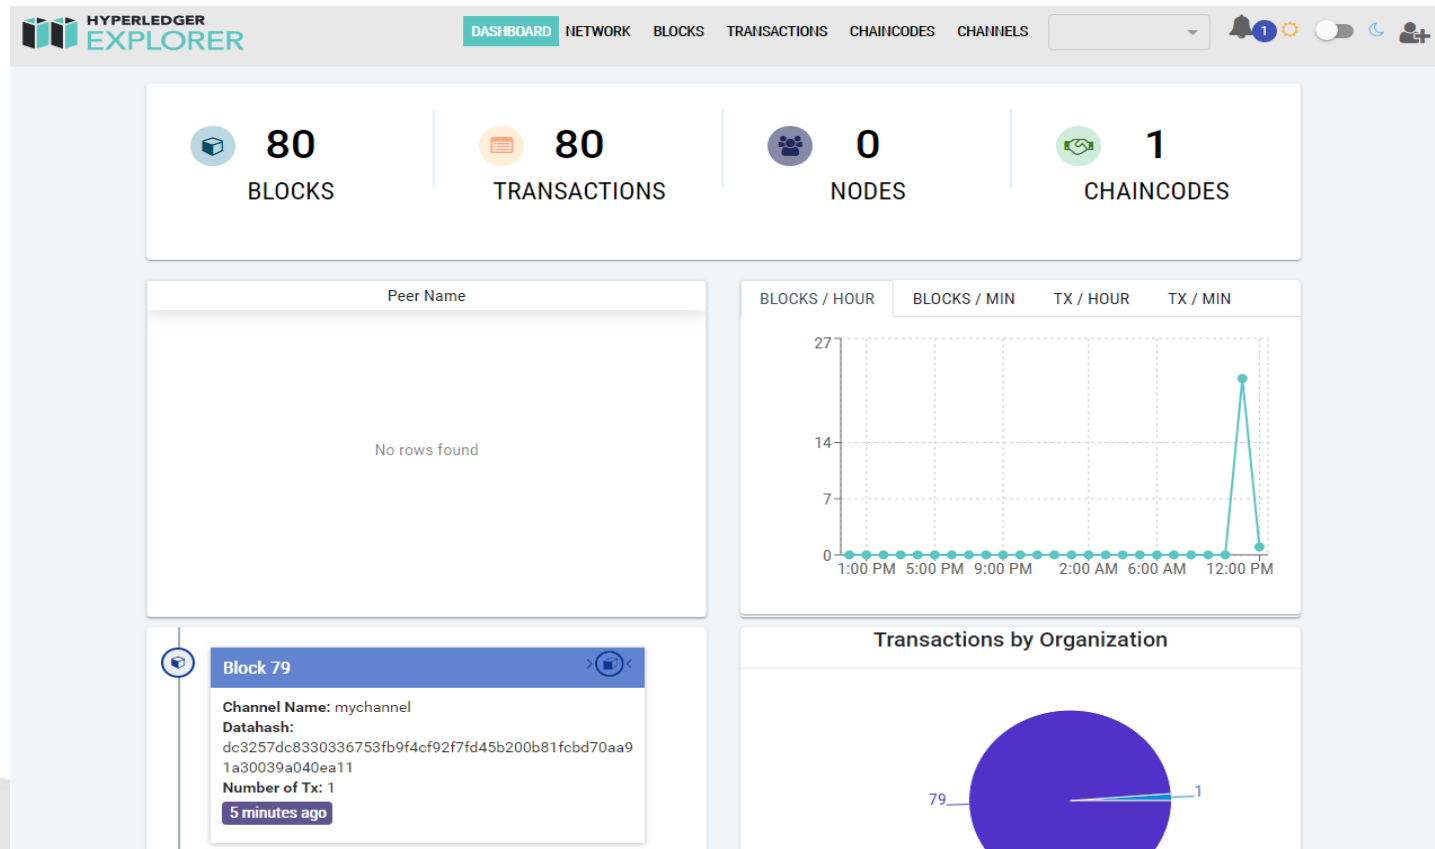 HYPERLEDGER
EXPLORER
DASHBOARD NETWORK BLOCKS TRANSACTIONS CHAINCODES CHANNELS
1
80
BLOCKS
80
TRANSACTIONS
0
NODES
1
CHAINCODES
Peer Name
No rows found
BLOCKS / HOUR BLOCKS / MIN TX / HOUR TX / MIN
27
14
7
0
1:00 PM 5:00 PM 9:00 PM 2:00 AM 6:00 AM 12:00 PM
Block 79
Channel Name: mychannel
Datahash:
dc3257dc8330336753fb9f4cf92f7fd45b200b81fcbd70aa9
1a30039a040ea11
Number of Tx: 1
5 minutes ago
Transactions by Organization
79
1